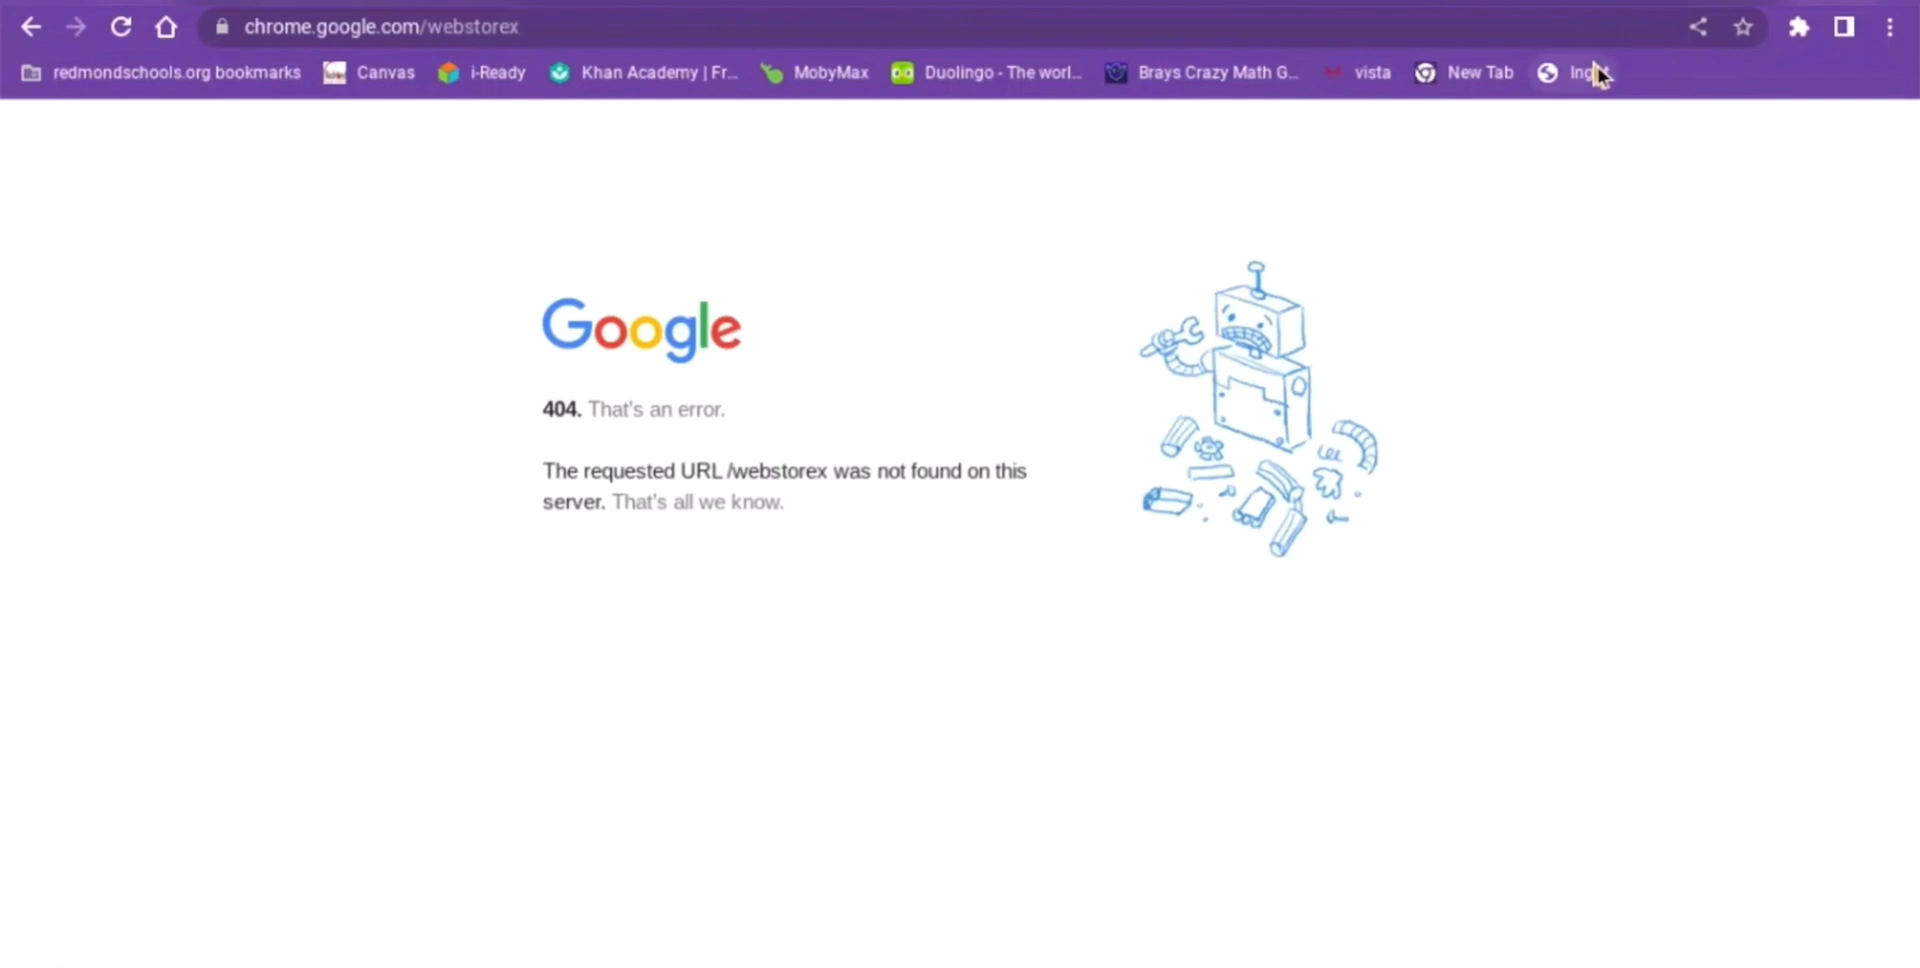 chrome.google.com/webstorex
redmondschools.org bookmarks Canvas i-Ready Khan Academy | Fr... MobyMax Duolingo - The worl... Brays Crazy Math G... vista New Tab
Google
404. That's an error.
The requested URL /webstorex was not found on this
server. That's all we know.